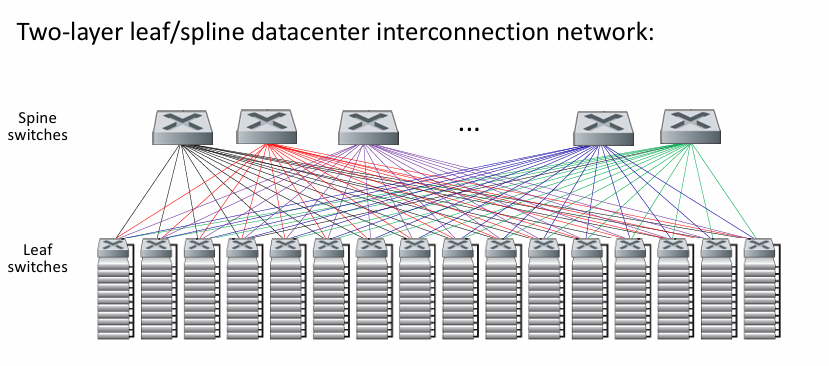 Two-layer leaf/spline datacenter interconnection network:
Spine
switches
...
Leaf
switches